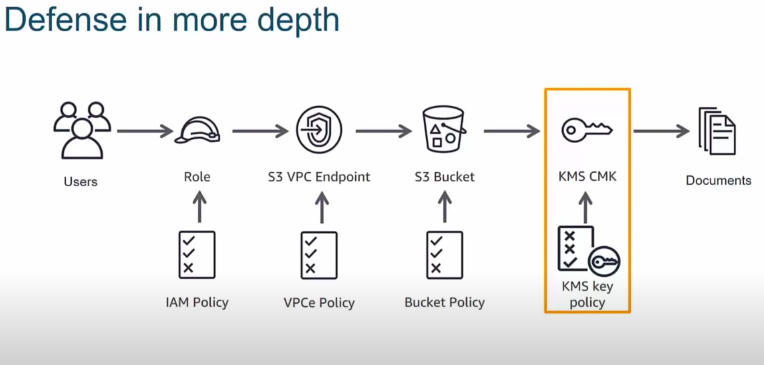 Defense in more depth
Users
Role
S3 VPC Endpoint
S3 Bucket
KMS CMK
Documents
IAM Policy
VPCe Policy
Bucket Policy
KMS key
policy